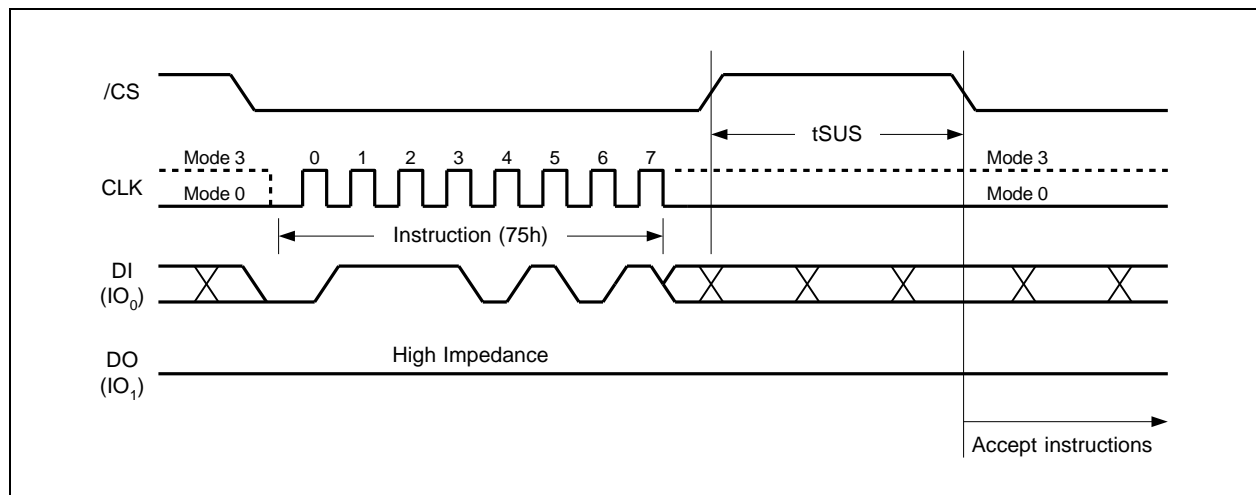 /CS
tSUS
Mode 3 0 1 2 3 4 5 6 7 Mode 3
CLK
Mode 0 Mode 0
Instruction (75h)
DI
(IO0)
High Impedance
DO
(IO1)
Accept instructions